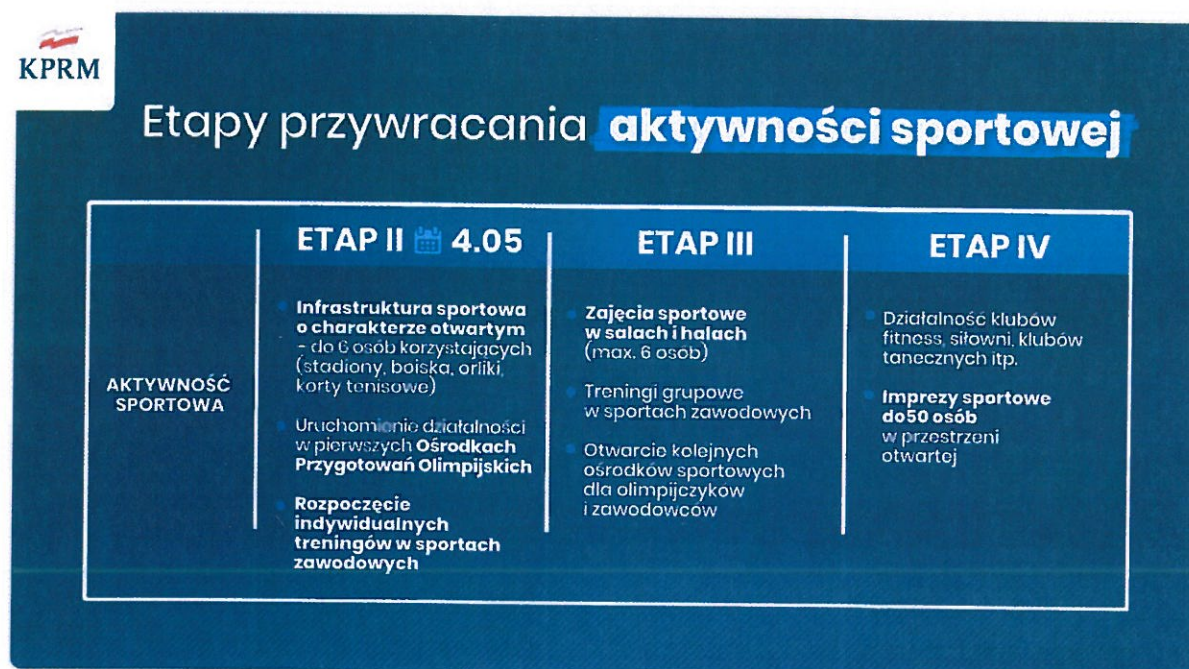 KPRM
Etapy przywracania aktywności sportowej
AKTYWNOŚĆ
SPORTOWA
ETAP II 4.05
Infrastruktura sportowa
o charakterze otwartym
- do 6 osób korzystających
(stadiony, boiska, orliki,
korty tenisowe)
Uruchomienie działalności
w pierwszych Ośrodkach
Przygotowań Olimpijskich
Rozpoczęcie
indywidualnych
treningów w sportach
zawodowych
ETAP III
Zajęcia sportowe
w salach i halach
(max. 6 osób)
Treningi grupowe
w sportach zawodowych
Otwarcie kolejnych
ośrodków sportowych
dla olimpijczyków
i zawodowców
ETAP IV
Działalność klubów
fitness, siłowni, klubów
tanecznych itp.
Imprezy sportowe
do50 osób
w przestrzeni
otwartej